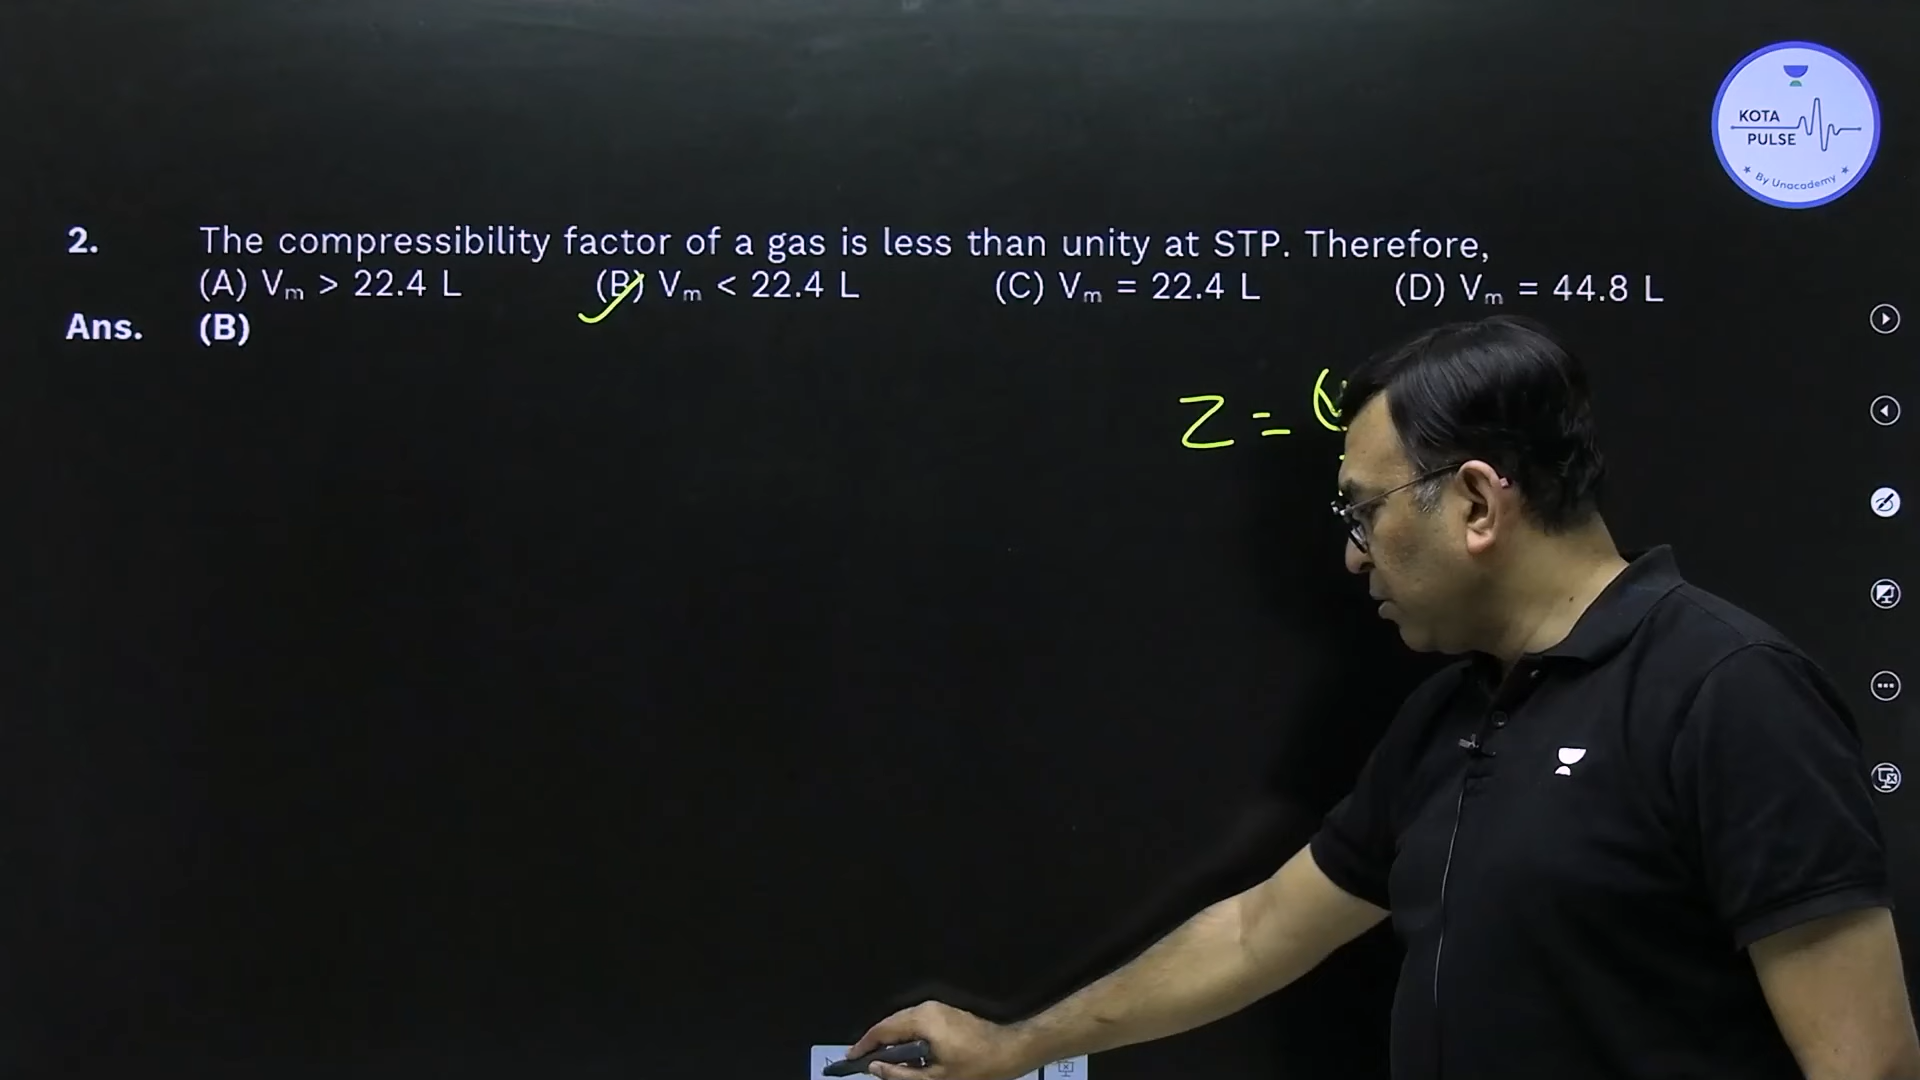 KOTA
PULSE
★ By Unacademy ★
2. The compressibility factor of a gas is less than unity at STP. Therefore,
(A) Vₘ > 22.4 L (B) Vₘ < 22.4 L (C) Vₘ = 22.4 L (D) Vₘ = 44.8 L
Ans. (B)
Z =